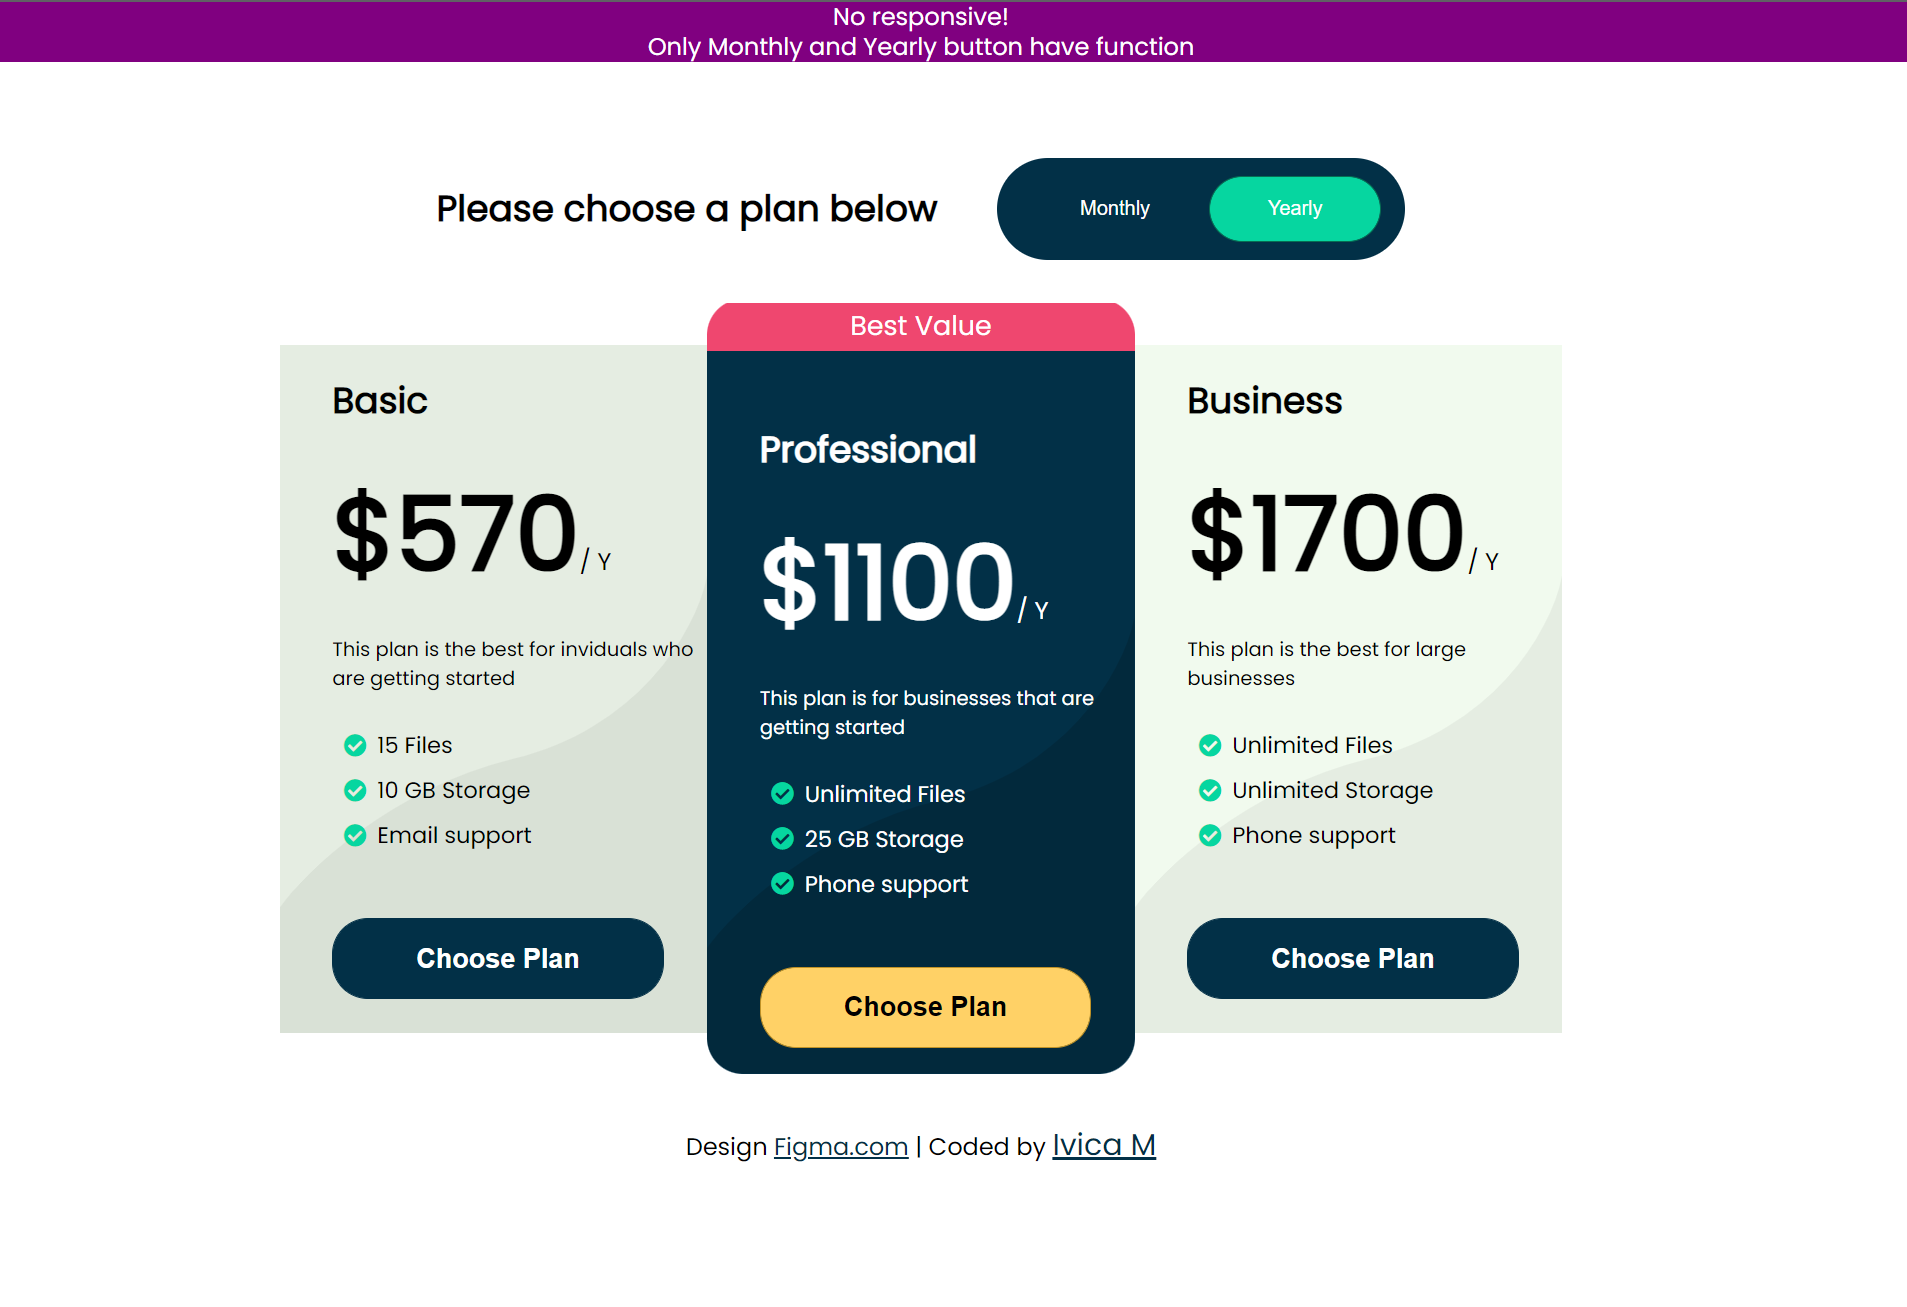 No responsive!
Only Monthly and Yearly button have function
Please choose a plan below
Monthly
Yearly
Best Value
Basic
$570/ Y
This plan is the best for inviduals who
are getting started
15 Files
10 GB Storage
Email support
Choose Plan
Professional
$1100/ Y
This plan is for businesses that are
getting started
Unlimited Files
25 GB Storage
Phone support
Choose Plan
Business
$1700/ Y
This plan is the best for large
businesses
Unlimited Files
Unlimited Storage
Phone support
Choose Plan
Design Figma.com | Coded by Ivica M